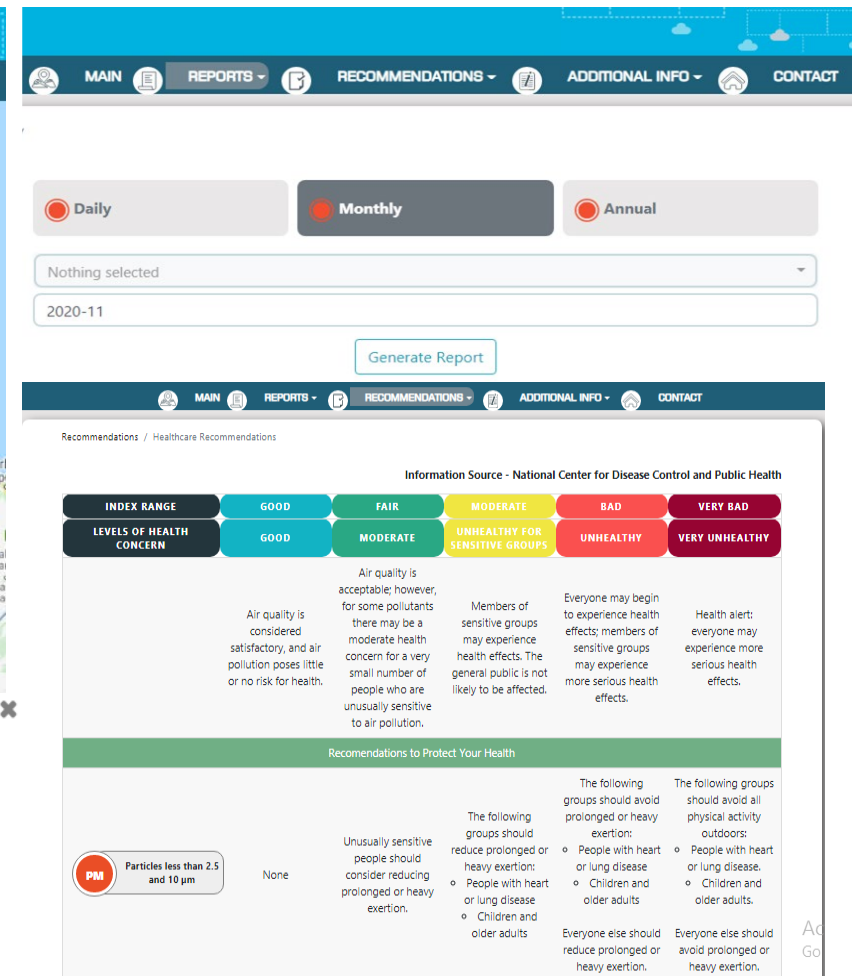 MAIN
REPORTS
RECOMMENDATIONS
ADDITIONAL INFO
CONTACT
Daily
Monthly
Annual
Nothing selected
2020-11
Generate Report
MAIN
REPORTS
RECOMMENDATIONS
ADDITIONAL INFO
CONTACT
Recommendations / Healthcare Recommendations
Information Source - National Center for Disease Control and Public Health
INDEX RANGE
GOOD
FAIR
MODERATE
BAD
VERY BAD
LEVELS OF HEALTH
CONCERN
GOOD
MODERATE
UNHEALTHY FOR
SENSITIVE GROUPS
UNHEALTHY
VERY UNHEALTHY
Air quality is
considered
satisfactory, and air
pollution poses little
or no risk for health.
Air quality is
acceptable; however,
for some pollutants
there may be a
moderate health
concern for a very
small number of
people who are
unusually sensitive
to air pollution.
Members of
sensitive groups
may experience
health effects. The
general public is not
likely to be affected.
Everyone may begin
to experience health
effects; members of
sensitive groups
may experience
more serious health
effects.
Health alert:
everyone may
experience more
serious health
effects.
Recomendations to Protect Your Health
PM
Particles less than 2.5
and 10 μm
None
Unusually sensitive
people should
consider reducing
prolonged or heavy
exertion.
The following
groups should
reduce prolonged or
heavy exertion:
People with heart
or lung disease
Children and
older adults
The following
groups should avoid
prolonged or heavy
exertion:
People with heart
or lung disease
Children and
older adults
Everyone else should
reduce prolonged or
heavy exertion.
The following groups
should avoid all
physical activity
outdoors:
People with heart
or lung disease.
Children and
older adults.
Everyone else should
avoid prolonged or
heavy exertion.